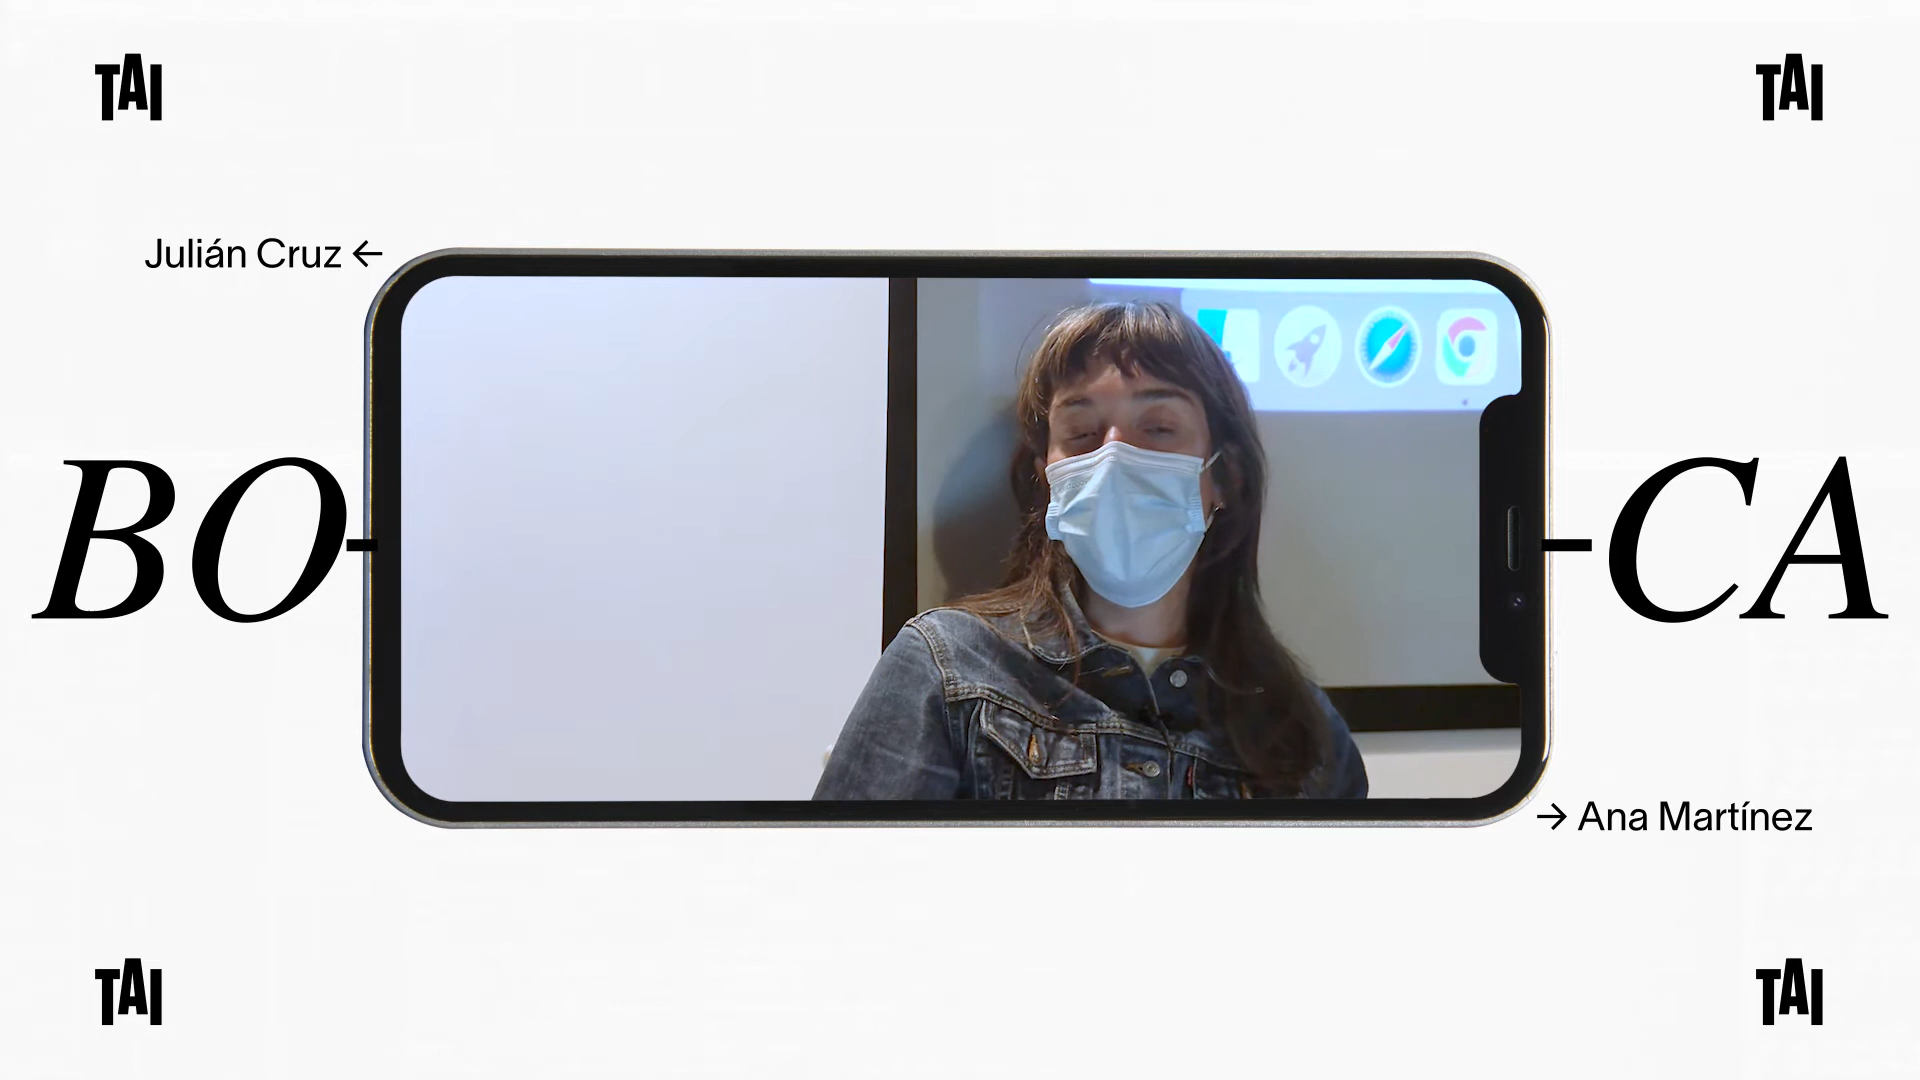 TAI
TAI
Julián Cruz ←
BO-
-CA
→ Ana Martínez
TAI
TAI